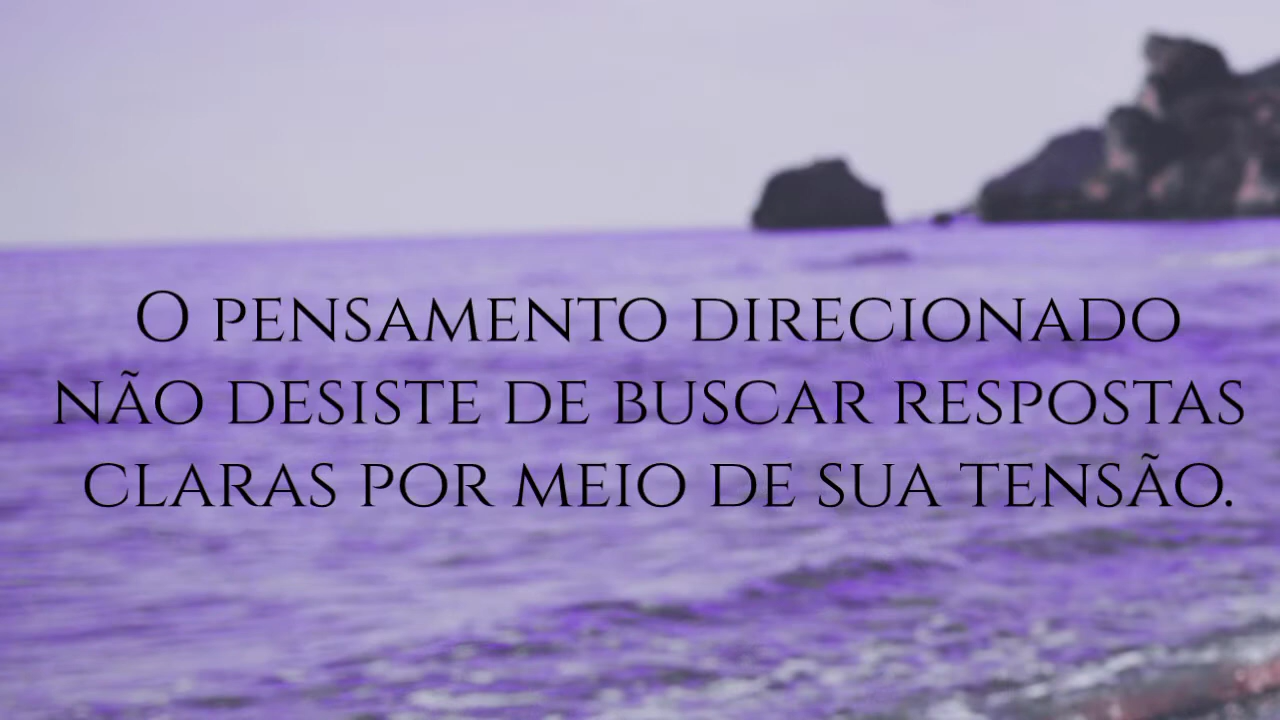 O pensamento direcionado
não desiste de buscar respostas
claras por meio de sua tensão.